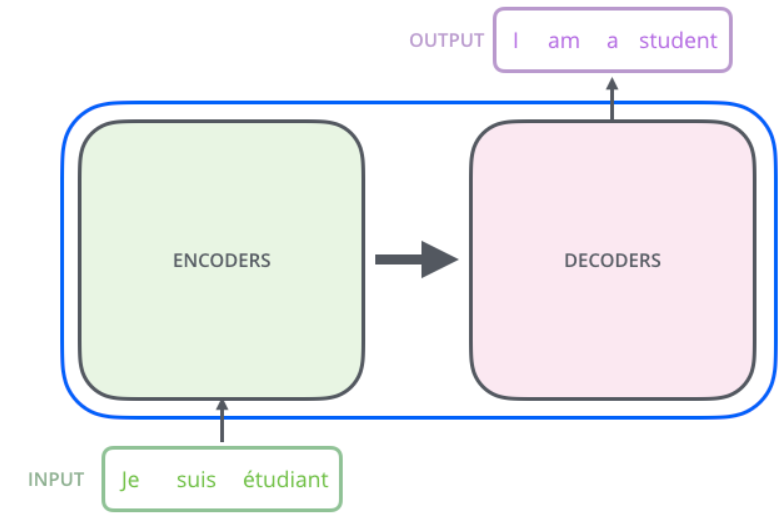 OUTPUT I am a student
ENCODERS DECODERS
INPUT Je suis étudiant